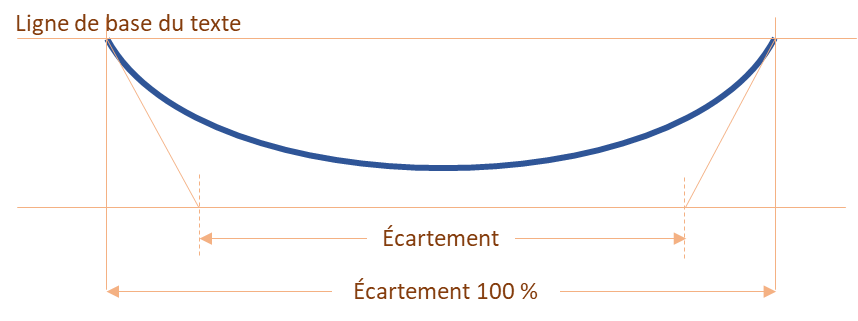 Ligne de base du texte
Écartement
Écartement 100 %